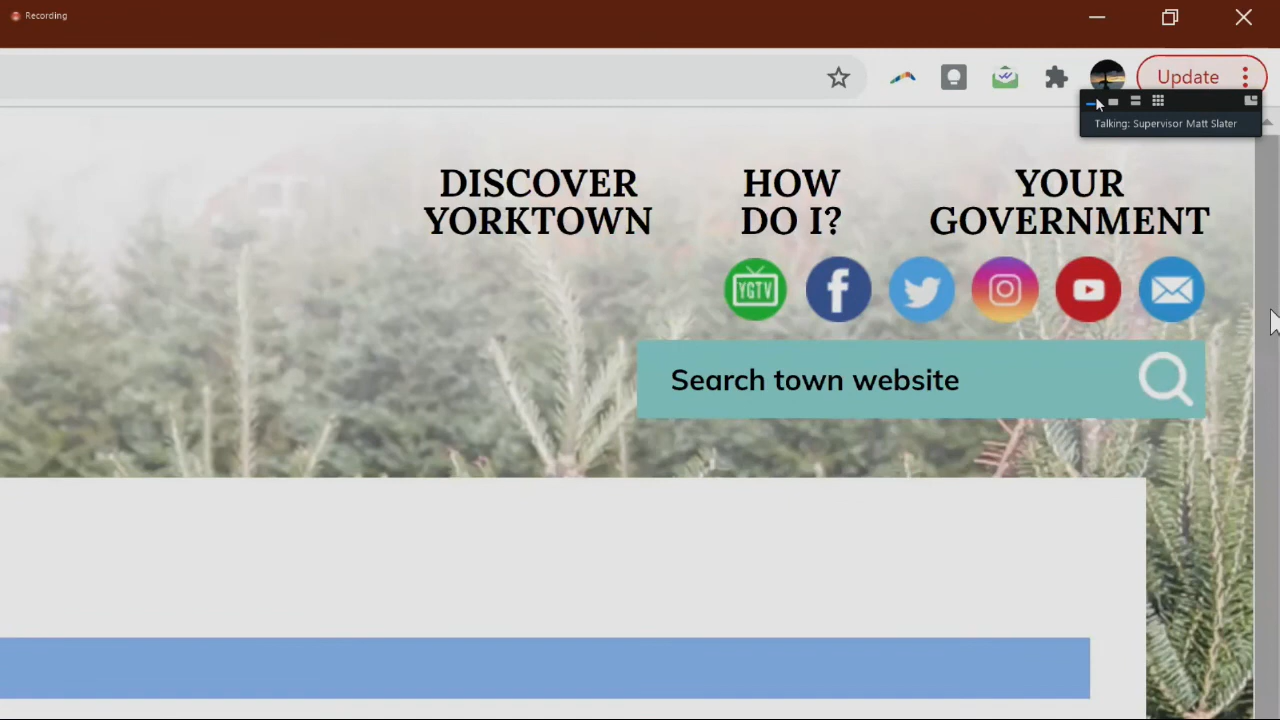 Recording
Update
Talking: Supervisor Matt Slater
DISCOVER
YORKTOWN
HOW
DO I?
YOUR
GOVERNMENT
YGTV
f
Search town website